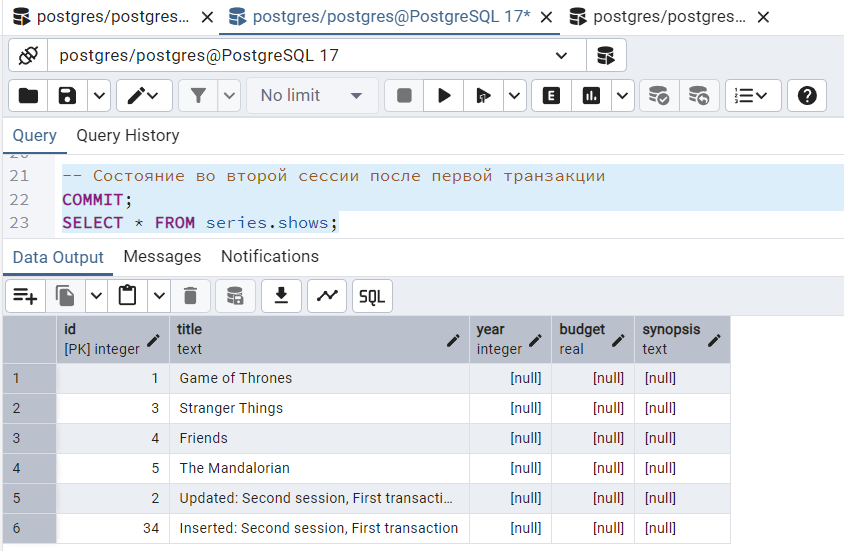 postgres/postgres... postgres/postgres@PostgreSQL 17* postgres/postgres...
postgres/postgres@PostgreSQL 17
No limit E
Query Query History
21 -- Состояние во второй сессии после первой транзакции
22 COMMIT;
23 SELECT * FROM series.shows;
Data Output Messages Notifications
SQL
id title year budget synopsis
[PK] integer text integer real text
1 1 Game of Thrones [null] [null] [null]
2 3 Stranger Things [null] [null] [null]
3 4 Friends [null] [null] [null]
4 5 The Mandalorian [null] [null] [null]
5 2 Updated: Second session, First transacti... [null] [null] [null]
6 34 Inserted: Second session, First transaction [null] [null] [null]